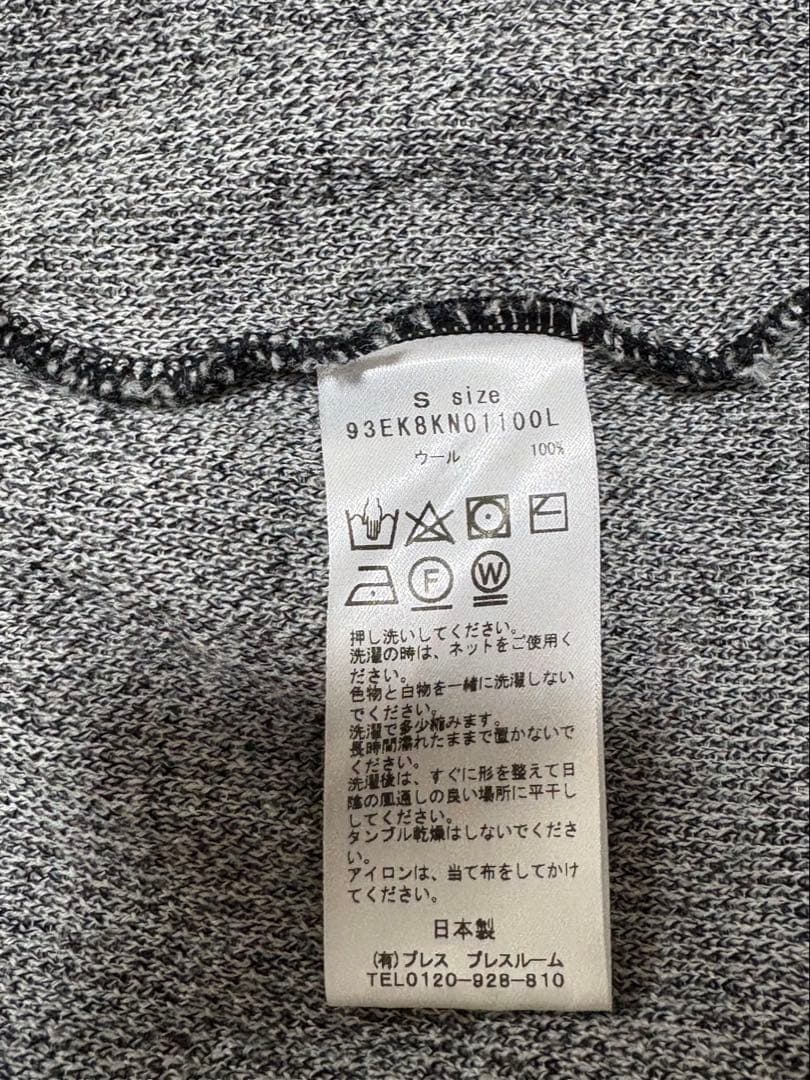 S size
93EK8KN01100L
ウール 100%
F W
押し洗いしてください。
洗濯の時は、ネットをご使用く
ださい。
色物と白物を一緒に洗濯しない
でください。
洗濯で多少縮みます。
長時間濡れたままで置かないで
ください。
洗濯後は、すぐに形を整えて日
陰の風通しの良い場所に平干し
してください。
タンブル乾燥はしないでくださ
い。
アイロンは、当て布をしてかけ
てください。
日本製
(有)プレス プレスルーム
TEL0120-928-810